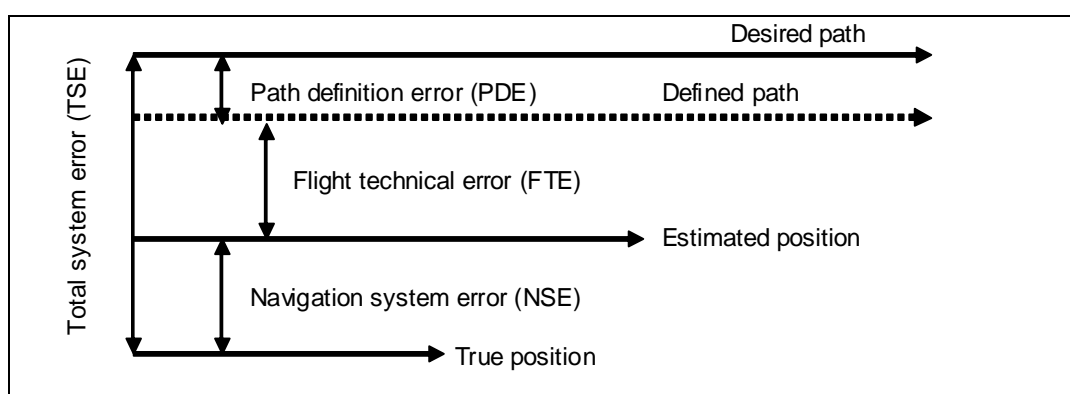 Desired path
Total system error (TSE)
Path definition error (PDE)
Defined path
Flight technical error (FTE)
Estimated position
Navigation system error (NSE)
True position